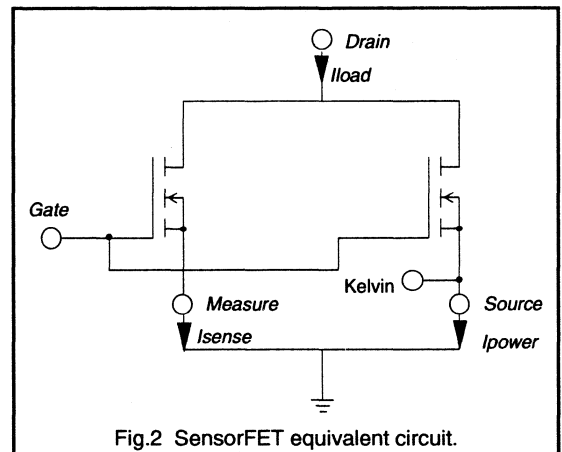 Drain
Iload
Gate
Kelvin
Measure
Source
Isense
Ipower
Fig.2 SensorFET equivalent circuit.